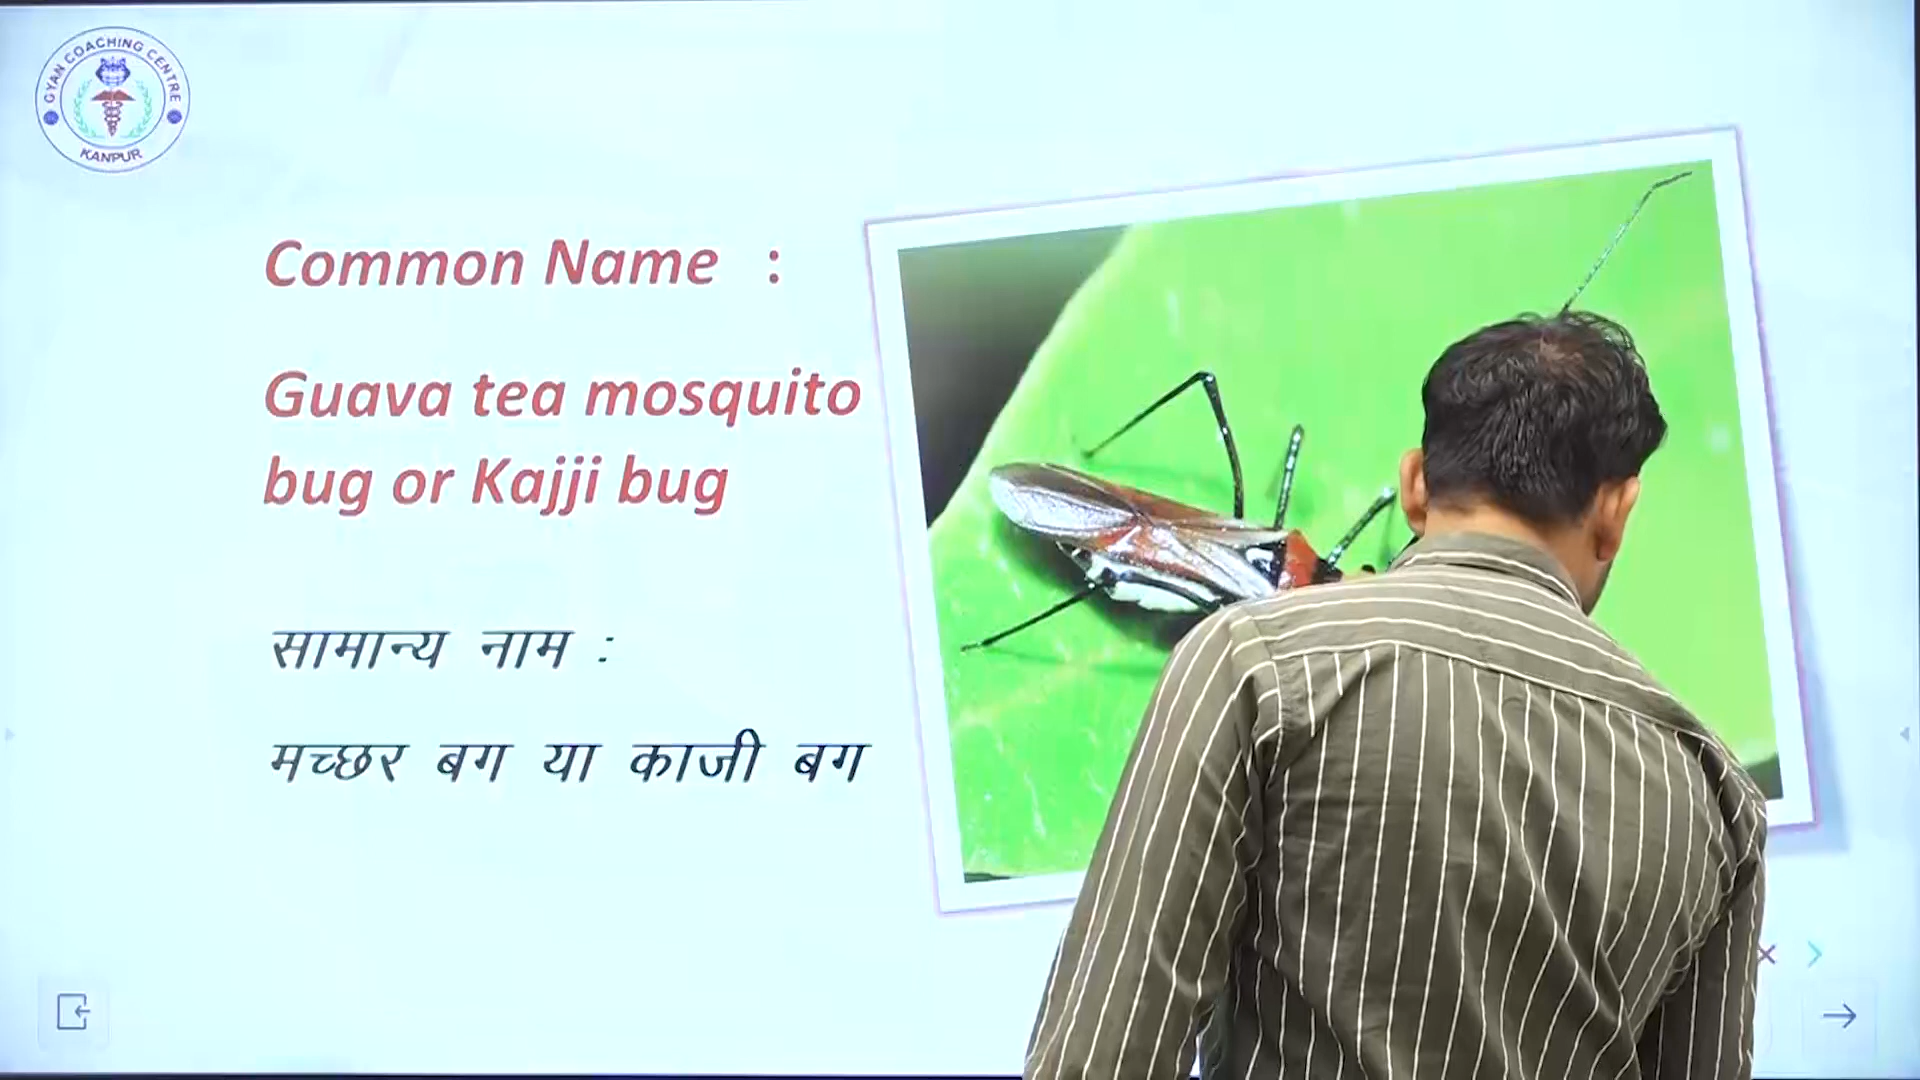 GYAN COACHING CENTRE
KANPUR
Common Name :
Guava tea mosquito
bug or Kajji bug
सामान्य नाम :
मच्छर बग या काजी बग